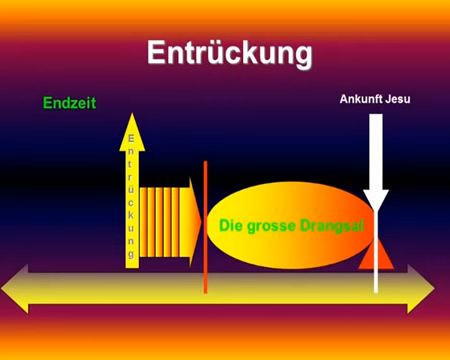 Entrückung
Endzeit
Ankunft Jesu
Entrückung
Die grosse Drangsal